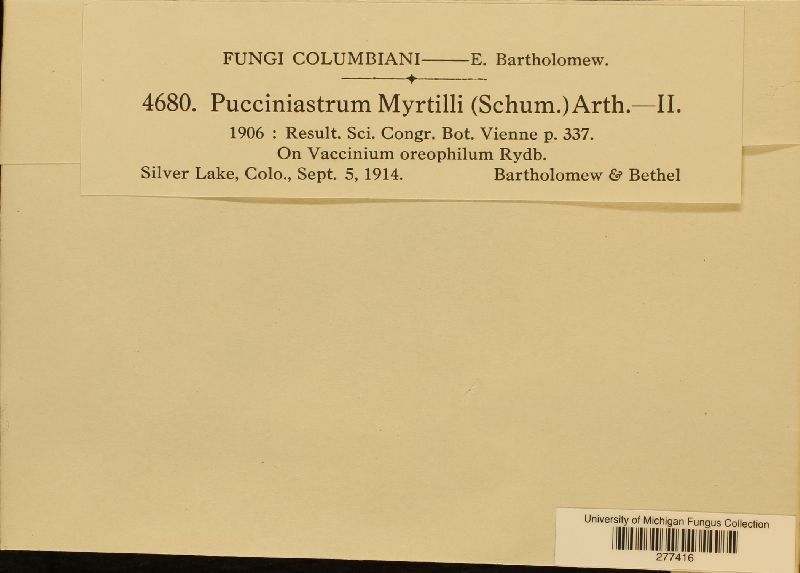 FUNGI COLUMBIANI——E. Bartholomew.
4680. Pucciniastrum Myrtilli (Schum.) Arth.—II.
1906 : Result. Sci. Congr. Bot. Vienne p. 337.
On Vaccinium oreophilum Rydb.
Silver Lake, Colo., Sept. 5, 1914. Bartholomew & Bethel
University of Michigan Fungus Collection
277416